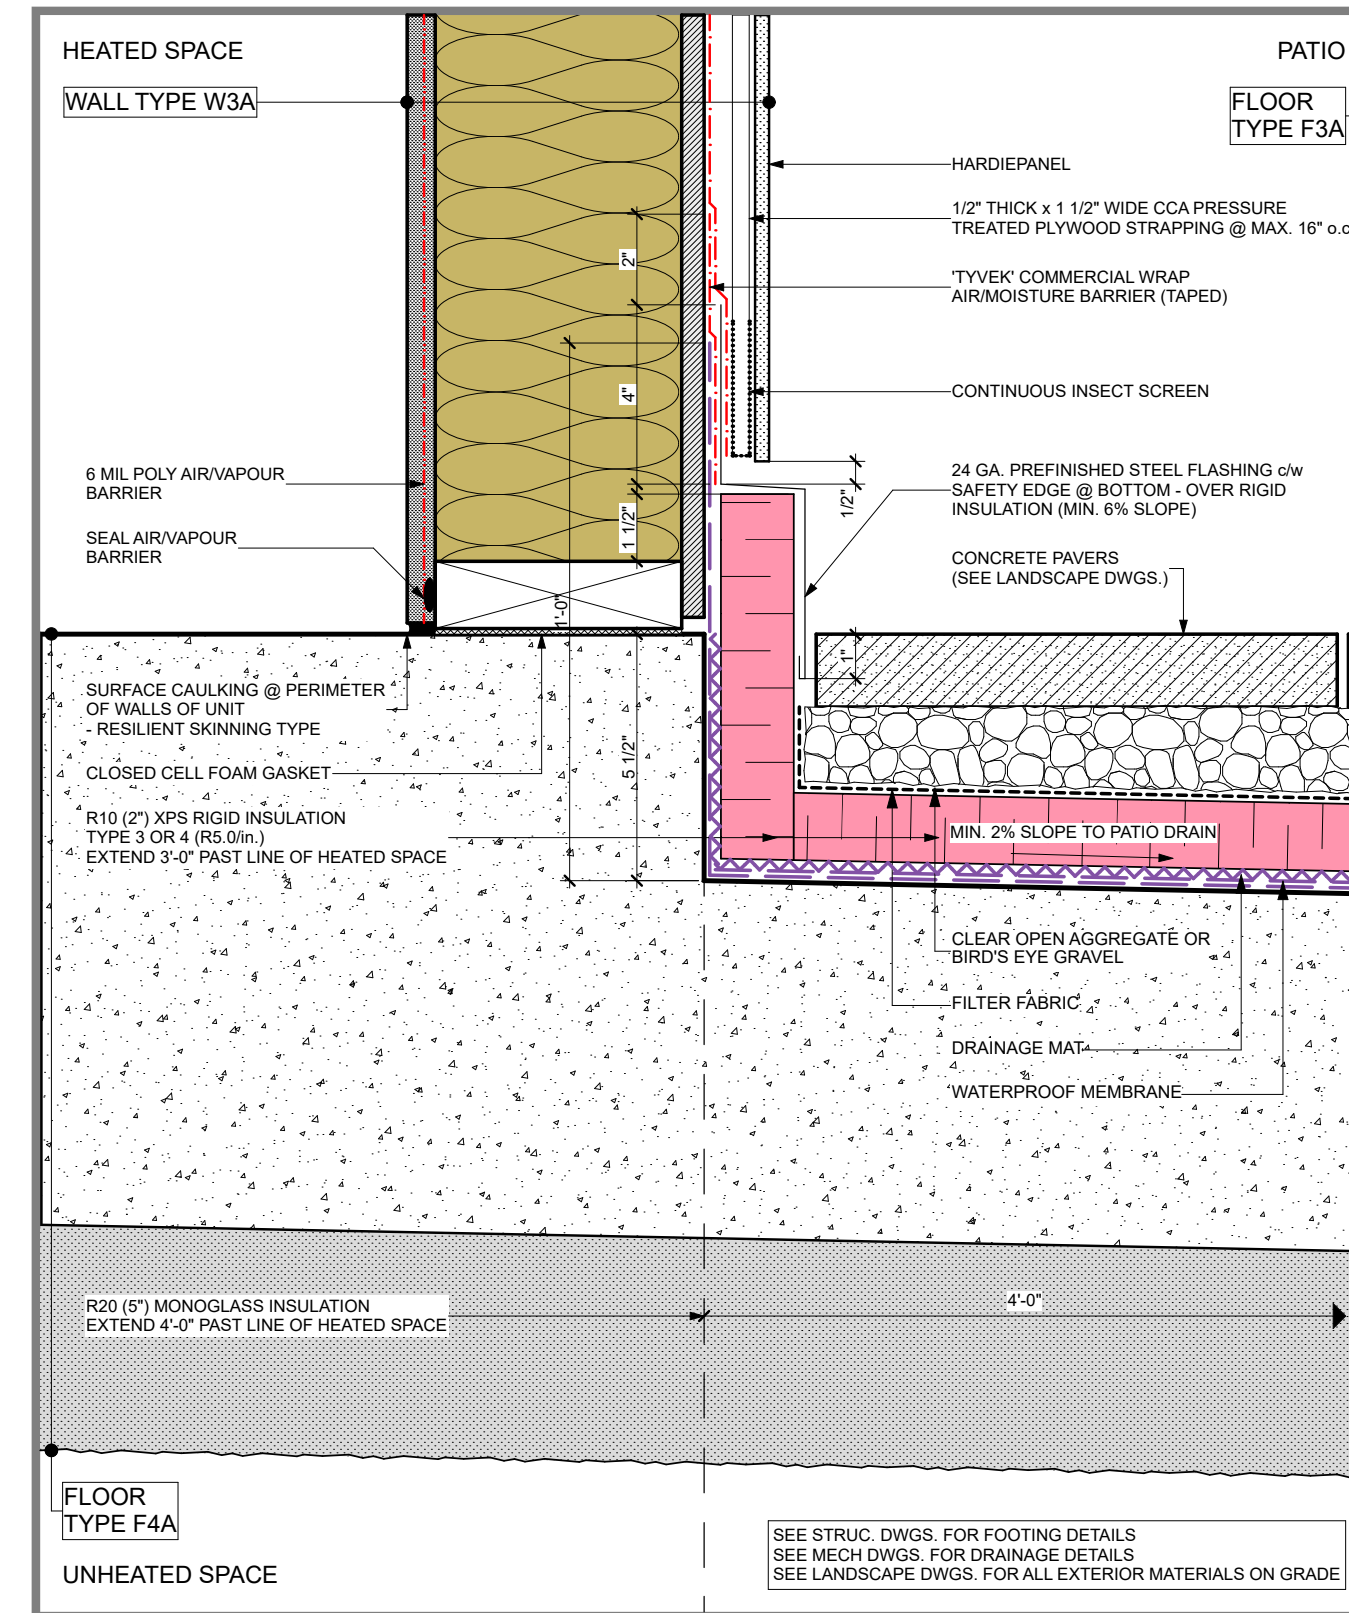 HEATED SPACE
PATIO
WALL TYPE W3A
FLOOR
TYPE F3A
HARDIEPANEL
1/2" THICK x 1 1/2" WIDE CCA PRESSURE
TREATED PLYWOOD STRAPPING @ MAX. 16" o.c
2"
'TYVEK' COMMERCIAL WRAP
AIR/MOISTURE BARRIER (TAPED)
4"
CONTINUOUS INSECT SCREEN
6 MIL POLY AIR/VAPOUR
BARRIER
24 GA. PREFINISHED STEEL FLASHING c/w
SAFETY EDGE @ BOTTOM - OVER RIGID
INSULATION (MIN. 6% SLOPE)
1/2"
1 1/2"
SEAL AIR/VAPOUR
BARRIER
CONCRETE PAVERS
(SEE LANDSCAPE DWGS.)
1'-0"
1"
SURFACE CAULKING @ PERIMETER
OF WALLS OF UNIT
- RESILIENT SKINNING TYPE
5 1/2"
CLOSED CELL FOAM GASKET
R10 (2") XPS RIGID INSULATION
TYPE 3 OR 4 (R5.0/in.)
EXTEND 3'-0" PAST LINE OF HEATED SPACE
MIN. 2% SLOPE TO PATIO DRAIN
CLEAR OPEN AGGREGATE OR
BIRD'S EYE GRAVEL
FILTER FABRIC
DRAINAGE MAT
WATERPROOF MEMBRANE
R20 (5") MONOGLASS INSULATION
EXTEND 4'-0" PAST LINE OF HEATED SPACE
4'-0"
FLOOR
TYPE F4A
UNHEATED SPACE
SEE STRUC. DWGS. FOR FOOTING DETAILS
SEE MECH DWGS. FOR DRAINAGE DETAILS
SEE LANDSCAPE DWGS. FOR ALL EXTERIOR MATERIALS ON GRADE